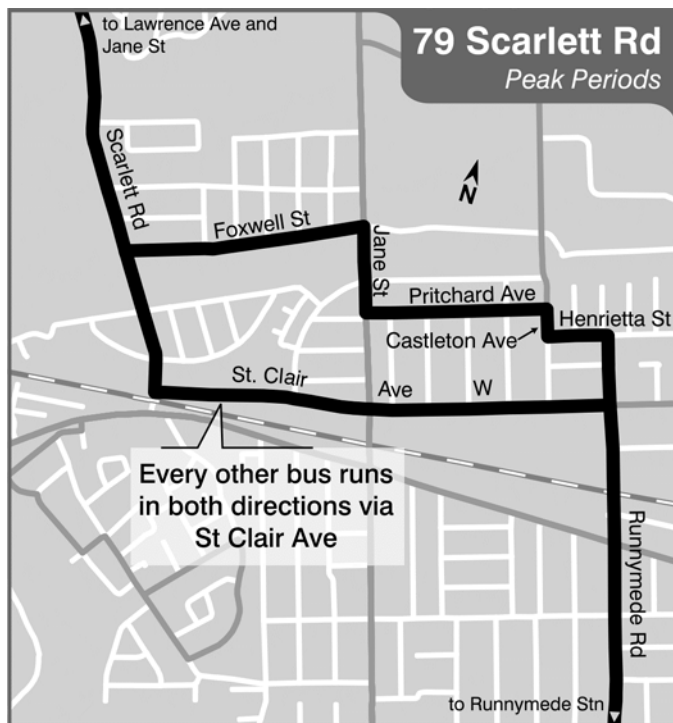 to Lawrence Ave and
Jane St
79 Scarlett Rd
Peak Periods
Scarlett Rd
N
Foxwell St
Jane St
Pritchard Ave
Henrietta St
Castleton Ave
St. Clair
Ave
W
Every other bus runs
in both directions via
St Clair Ave
Runnymede Rd
to Runnymede Stn